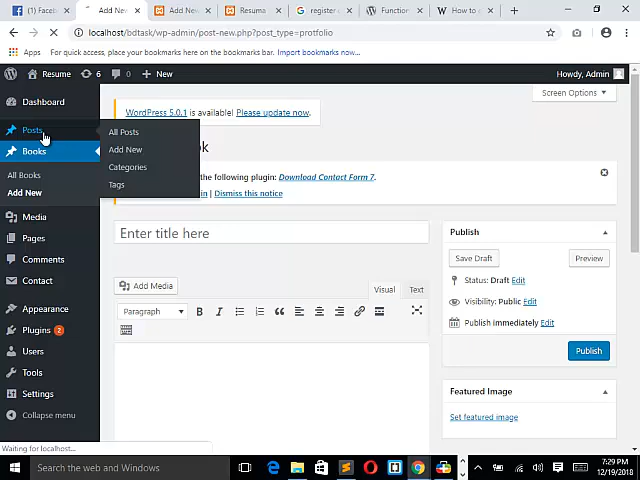 (1) Faceb
Add New
Add New
Resuma
register
Function
How to
localhost/bdtask/wp-admin/post-new.php?post_type=protfolio
Apps For quick access, place your bookmarks here on the bookmarks bar. Import bookmarks now...
Resume 6 0 New Howdy, Admin
Screen Options
Dashboard
WordPress 5.0.1 is available! Please update now.
Posts
All Posts
Add New
Categories
Tags
Books
All Books
Add New
ok
the following plugin: Download Contact Form 7.
in | Dismiss this notice
Media
Pages
Comments
Contact
Appearance
Plugins 2
Users
Tools
Settings
Collapse menu
Enter title here
Add Media
Visual Text
Paragraph B I
Publish
Save Draft Preview
Status: Draft Edit
Visibility: Public Edit
Publish immediately Edit
Publish
Featured Image
Set featured image
Waiting for localhost...
Search the web and Windows
7:29 PM
12/19/2018